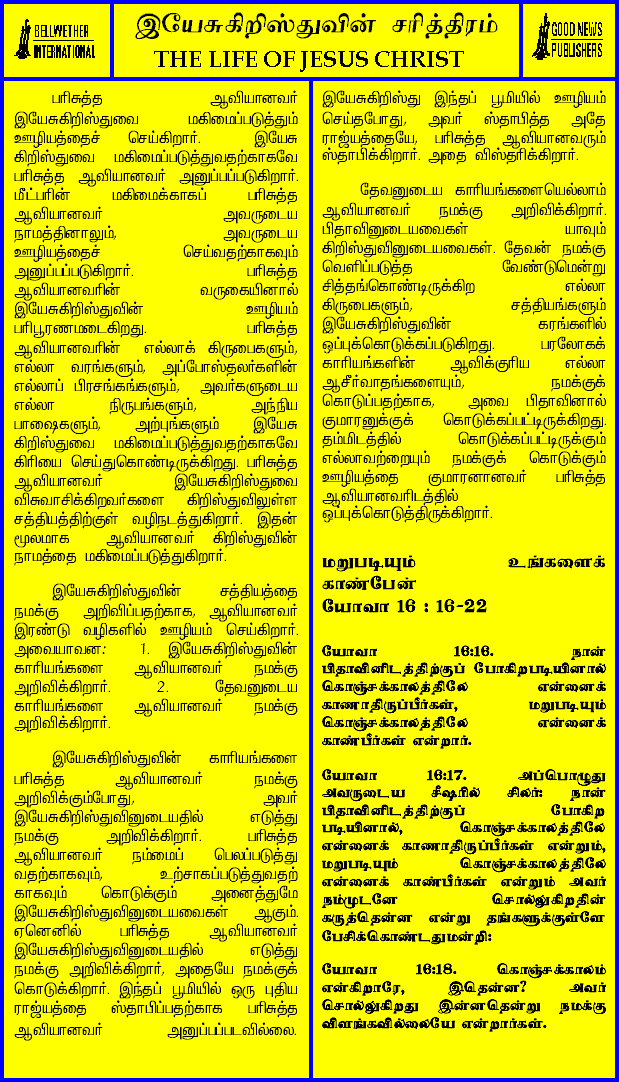 BELLWETHER
INTERNATIONAL
இயேசுகிறிஸ்துவின் சரித்திரம்
THE LIFE OF JESUS CHRIST
GOOD NEWS
PUBLISHERS
பரிசுத்த ஆவியானவர்
இயேசுகிறிஸ்துவை மகிமைப்படுத்தும்
ஊழியத்தைச் செய்கிறார். இயேசு
கிறிஸ்துவை மகிமைப்படுத்துவதற்காகவே
பரிசுத்த ஆவியானவர் அனுப்பப்படுகிறார்.
மீட்பரின் மகிமைக்காகப் பரிசுத்த
ஆவியானவர் அவருடைய
நாமத்தினாலும், அவருடைய
ஊழியத்தைச் செய்வதற்காகவும்
அனுப்பப்படுகிறார். பரிசுத்த
ஆவியானவரின் வருகையினால்
இயேசுகிறிஸ்துவின் ஊழியம்
பரிபூரணமடைகிறது. பரிசுத்த
ஆவியானவரின் எல்லாக் கிருபைகளும்,
எல்லா வரங்களும், அப்போஸ்தலர்களின்
எல்லாப் பிரசங்கங்களும், அவர்களுடைய
எல்லா நிருபங்களும், அந்நிய
பாஷைகளும், அற்புங்களும் இயேசு
கிறிஸ்துவை மகிமைப்படுத்துவதற்காகவே
கிரியை செய்துகொண்டிருக்கிறது. பரிசுத்த
ஆவியானவர் இயேசுகிறிஸ்துவை
விசுவாசிக்கிறவர்களை கிறிஸ்துவிலுள்ள
சத்தியத்திற்குள் வழிநடத்துகிறார். இதன்
மூலமாக ஆவியானவர் கிறிஸ்துவின்
நாமத்தை மகிமைப்படுத்துகிறார்.
இயேசுகிறிஸ்துவின் சத்தியத்தை
நமக்கு அறிவிப்பதற்காக, ஆவியானவர்
இரண்டு வழிகளில் ஊழியம் செய்கிறார்.
அவையாவன: 1. இயேசுகிறிஸ்துவின்
காரியங்களை ஆவியானவர் நமக்கு
அறிவிக்கிறார். 2. தேவனுடைய
காரியங்களை ஆவியானவர் நமக்கு
அறிவிக்கிறார்.
இயேசுகிறிஸ்துவின் காரியங்களை
பரிசுத்த ஆவியானவர் நமக்கு
அறிவிக்கும்போது, அவர்
இயேசுகிறிஸ்துவினுடையதில் எடுத்து
நமக்கு அறிவிக்கிறார். பரிசுத்த
ஆவியானவர் நம்மைப் பெலப்படுத்து
வதற்காகவும், உற்சாகப்படுத்துவதற்
காகவும் கொடுக்கும் அனைத்துமே
இயேசுகிறிஸ்துவினுடையவைகள் ஆகும்.
ஏனெனில் பரிசுத்த ஆவியானவர்
இயேசுகிறிஸ்துவினுடையதில் எடுத்து
நமக்கு அறிவிக்கிறார், அதையே நமக்குக்
கொடுக்கிறார். இந்தப் பூமியில் ஒரு புதிய
ராஜ்யத்தை ஸ்தாபிப்பதற்காக பரிசுத்த
ஆவியானவர் அனுப்பப்படவில்லை.
இயேசுகிறிஸ்து இந்தப் பூமியில் ஊழியம்
செய்தபோது, அவர் ஸ்தாபித்த அதே
ராஜ்யத்தையே, பரிசுத்த ஆவியானவரும்
ஸ்தாபிக்கிறார். அதை விஸ்தரிக்கிறார்.
தேவனுடைய காரியங்களையெல்லாம்
ஆவியானவர் நமக்கு அறிவிக்கிறார்.
பிதாவினுடையவைகள் யாவும்
கிறிஸ்துவினுடையவைகள். தேவன் நமக்கு
வெளிப்படுத்த வேண்டுமென்று
சித்தங்கொண்டிருக்கிற எல்லா
கிருபைகளும், சத்தியங்களும்
இயேசுகிறிஸ்துவின் கரங்களில்
ஒப்புக்கொடுக்கப்படுகிறது. பரலோகக்
காரியங்களின் ஆவிக்குரிய எல்லா
ஆசீர்வாதங்களையும், நமக்குக்
கொடுப்பதற்காக, அவை பிதாவினால்
குமாரனுக்குக் கொடுக்கப்பட்டிருக்கிறது.
தம்மிடத்தில் கொடுக்கப்பட்டிருக்கும்
எல்லாவற்றையும் நமக்குக் கொடுக்கும்
ஊழியத்தை குமாரனானவர் பரிசுத்த
ஆவியானவரிடத்தில்
ஒப்புக்கொடுத்திருக்கிறார்.
மறுபடியும் உங்களைக்
காண்பேன்
யோவா 16 : 16-22
யோவா 16:16. நான்
பிதாவினிடத்திற்குப் போகிறபடியினால்
கொஞ்சக்காலத்திலே என்னைக்
காணாதிருப்பீர்கள், மறுபடியும்
கொஞ்சக்காலத்திலே என்னைக்
காண்பீர்கள் என்றார்.
யோவா 16:17. அப்பொழுது
அவருடைய சீஷரில் சிலர்: நான்
பிதாவினிடத்திற்குப் போகிற
படியினால், கொஞ்சக்காலத்திலே
என்னைக் காணாதிருப்பீர்கள் என்றும்,
மறுபடியும் கொஞ்சக்காலத்திலே
என்னைக் காண்பீர்கள் என்றும் அவர்
நம்முடனே சொல்லுகிறதின்
கருத்தென்ன என்று தங்களுக்குள்ளே
பேசிக்கொண்டதுமன்றி:
யோவா 16:18. கொஞ்சக்காலம்
என்கிறாரே, இதென்ன? அவர்
சொல்லுகிறது இன்னதென்று நமக்கு
விளங்கவில்லையே என்றார்கள்.